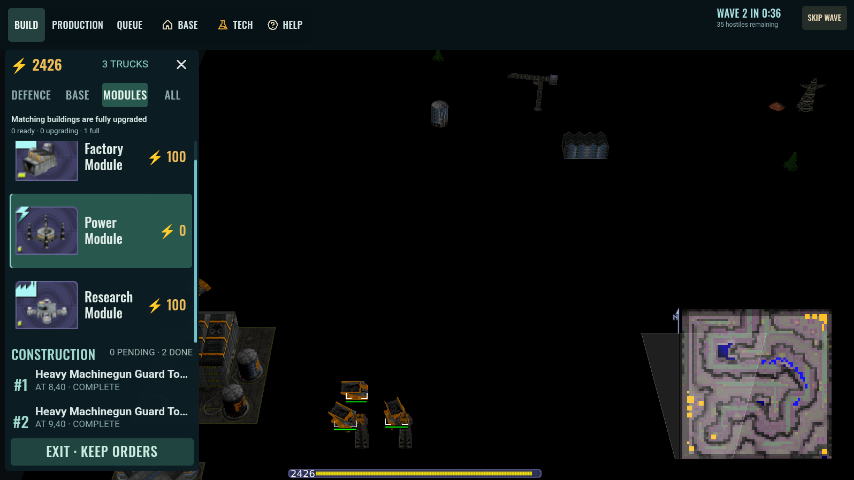 BUILD
PRODUCTION
QUEUE
BASE
TECH
HELP
WAVE 2 IN 0:36
35 hostiles remaining
SKIP WAVE
2426
3 TRUCKS
DEFENCE
BASE
MODULES
ALL
Matching buildings are fully upgraded
0 ready · 0 upgrading · 1 full
Factory
Module
100
Power
Module
0
Research
Module
100
CONSTRUCTION
0 PENDING · 2 DONE
#1
Heavy Machinegun Guard To...
AT 8,40 · COMPLETE
#2
Heavy Machinegun Guard To...
AT 9,40 · COMPLETE
EXIT · KEEP ORDERS
2426